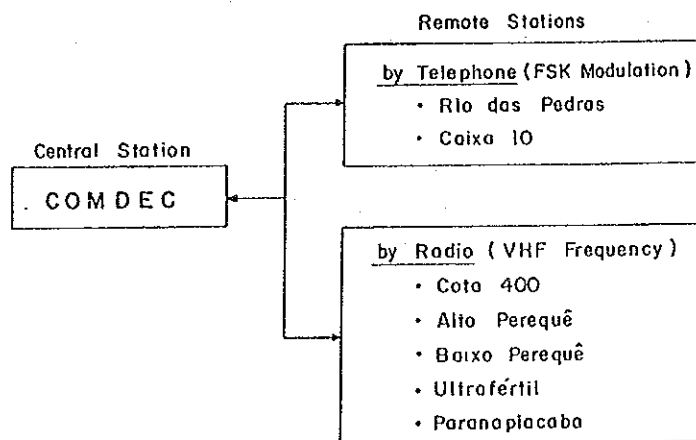 Remote Stations
by Telephone (FSK Modulation)
• Rio das Pedras
• Caixa 10
Central Station
COMDEC
by Radio (VHF Frequency)
• Cota 400
• Alto Perequê
• Baixo Perequê
• Ultrafértil
• Paranapiacaba